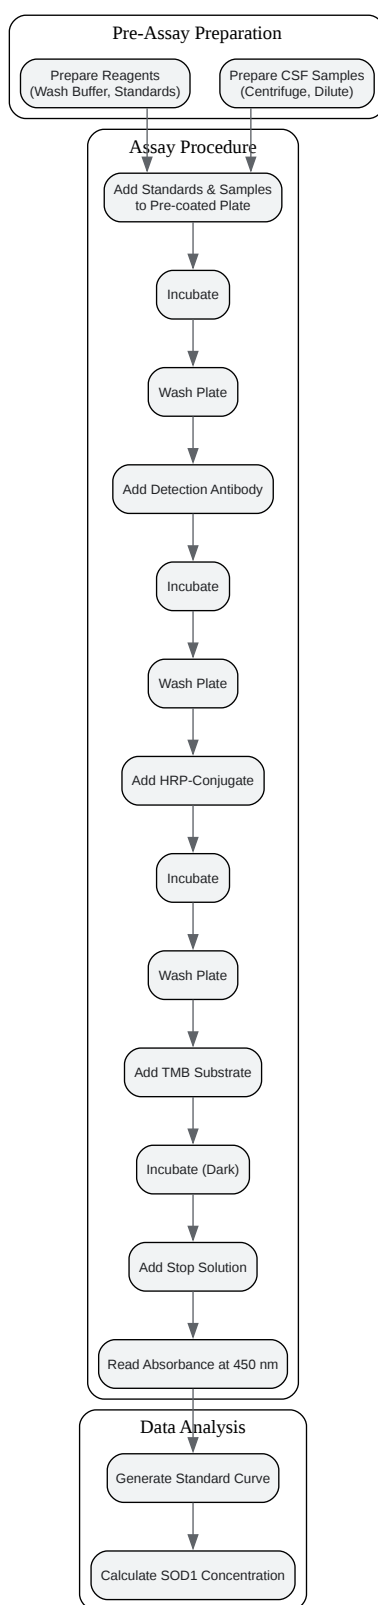 Pre-Assay Preparation
Prepare Reagents
(Wash Buffer, Standards)
Prepare CSF Samples
(Centrifuge, Dilute)
Assay Procedure
Add Standards & Samples
to Pre-coated Plate
Incubate
Wash Plate
Add Detection Antibody
Incubate
Wash Plate
Add HRP-Conjugate
Incubate
Wash Plate
Add TMB Substrate
Incubate (Dark)
Add Stop Solution
Read Absorbance at 450 nm
Data Analysis
Generate Standard Curve
Calculate SOD1 Concentration